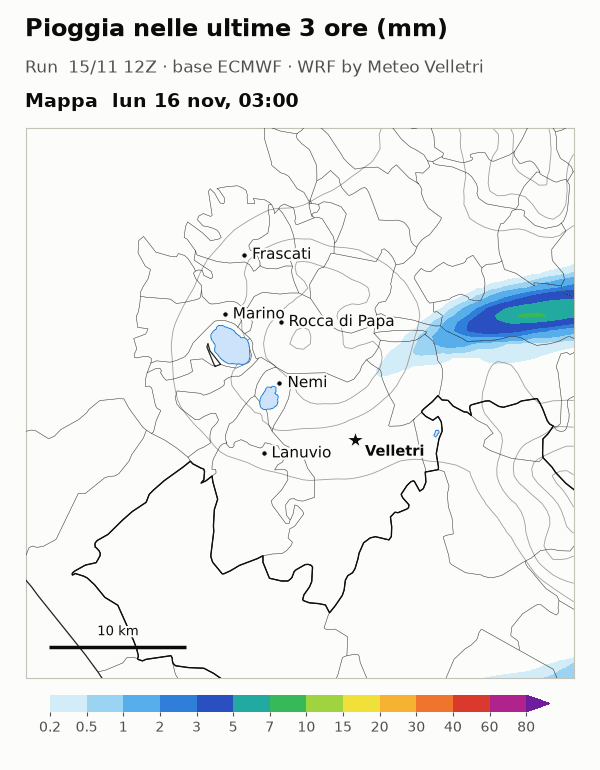 Pioggia nelle ultime 3 ore (mm)
Run  15/11 12Z · base ECMWF · WRF by Meteo Velletri
Mappa  lun 16 nov, 03:00
Frascati
Marino
Rocca di Papa
Nemi
Velletri
Lanuvio
10 km
0.2 0.5 1 2 3 5 7 10 15 20 30 40 60 80